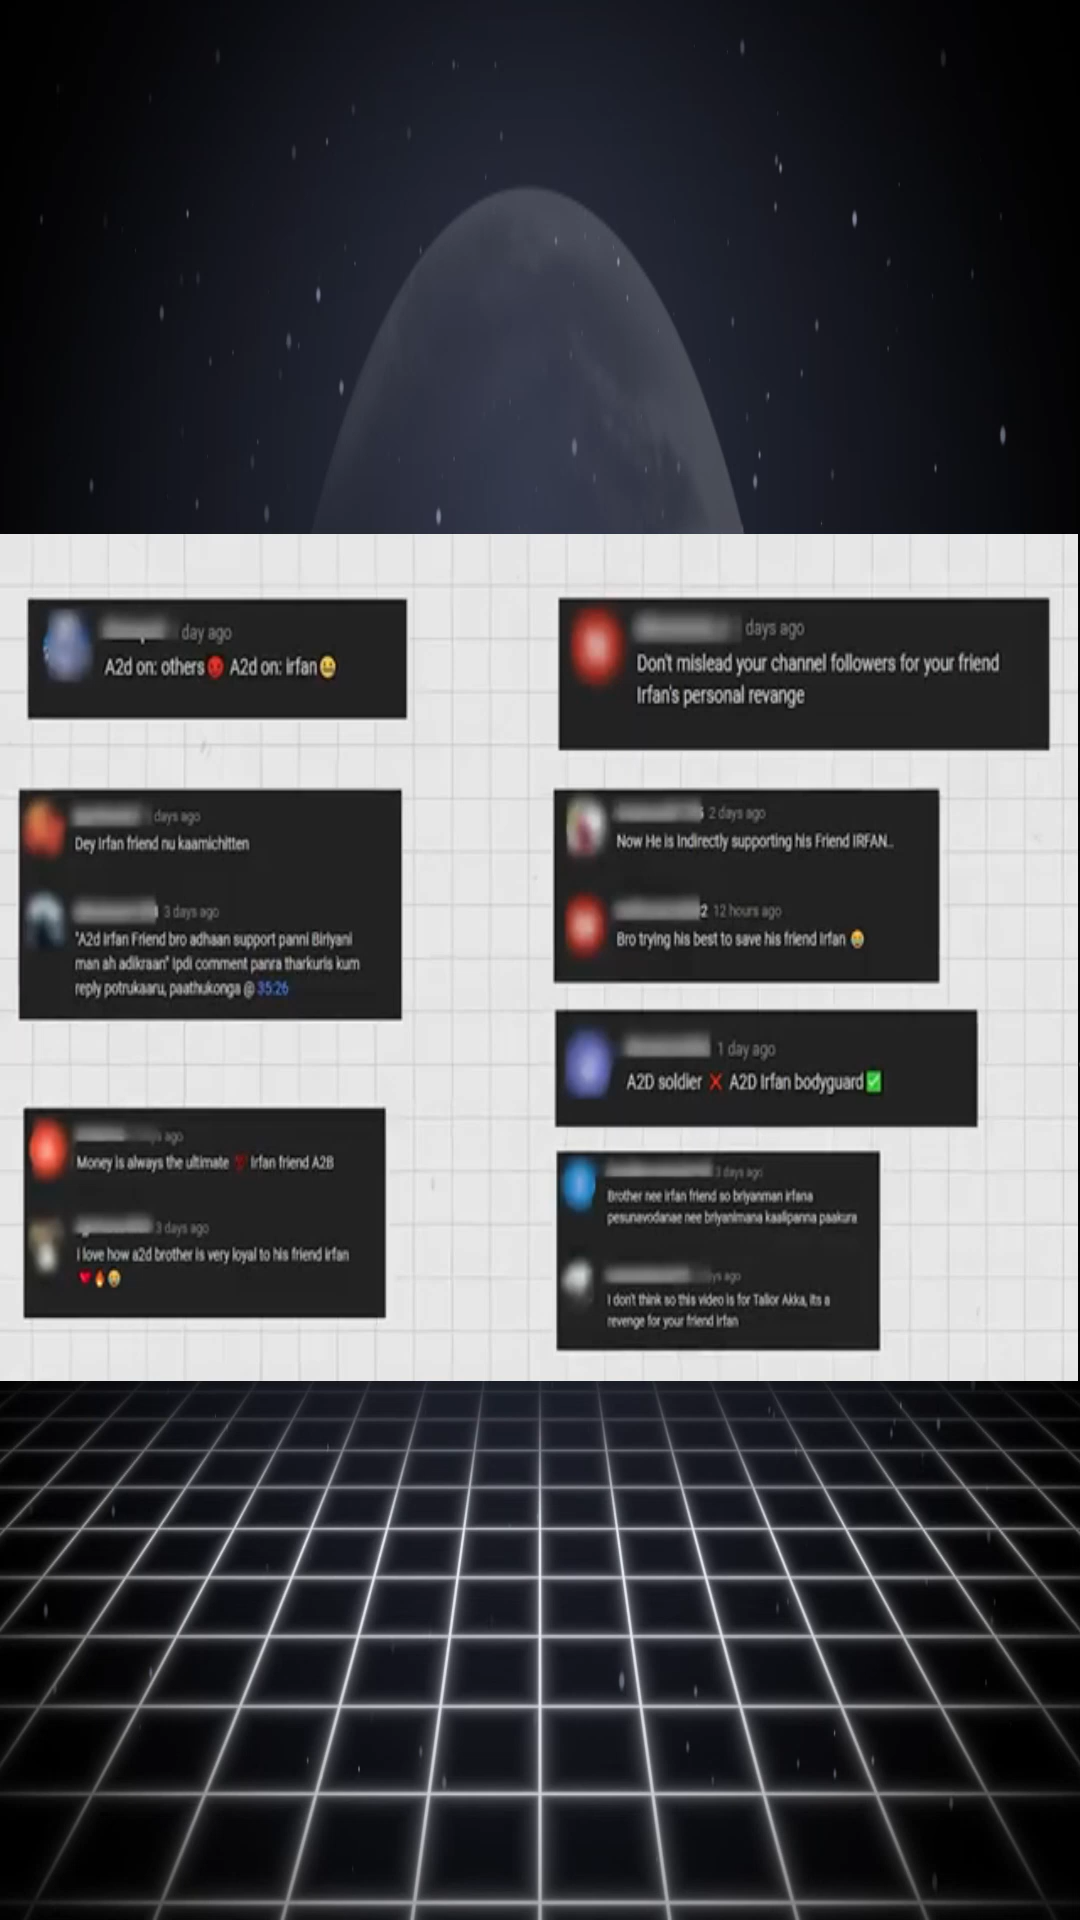 day ago
A2d on: others😡 A2d on: irfan😀
days ago
Dey Irfan friend nu kaamichitten
3 days ago
"A2d Irfan Friend bro adhaan support panni Biriyani
man ah adikraan" Ipdi comment panra tharkuris kum
reply potrukaaru, paathukonga @ 35:26
ago
Money is always the ultimate 💯 Irfan friend A2B
3 days ago
I love how a2d brother is very loyal to his friend irfan
❤️🔥😂
days ago
Don't mislead your channel followers for your friend
Irfan's personal revange
2 days ago
Now He is Indirectly supporting his Friend IRFAN..
2 12 hours ago
Bro trying his best to save his friend Irfan 😂
1 day ago
A2D soldier ❌ A2D Irfan bodyguard✅
3 days ago
Brother nee irfan friend so briyanman irfana
pesunavodanae nee briyanimana kaalipanna paakura
ys ago
I don't think so this video is for Tailor Akka, its a
revenge for your friend Irfan